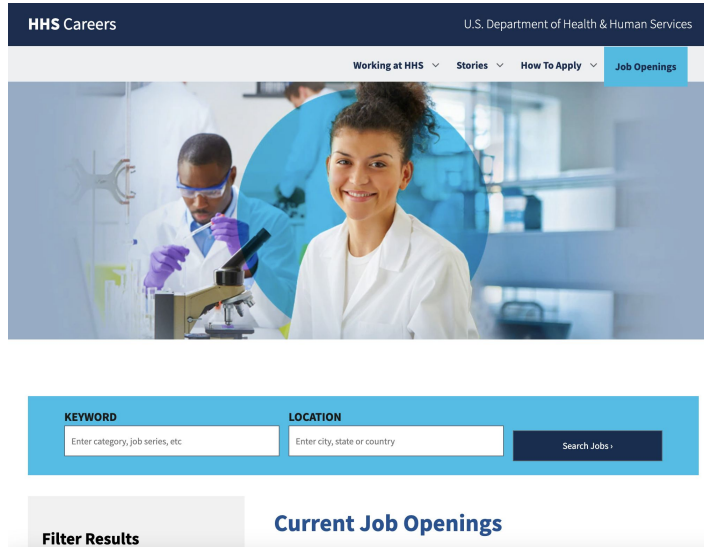 HHS Careers
U.S. Department of Health & Human Services
Working at HHS
Stories
How To Apply
Job Openings
KEYWORD
LOCATION
Enter category, job series, etc
Enter city, state or country
Search Jobs ›
Filter Results
Current Job Openings